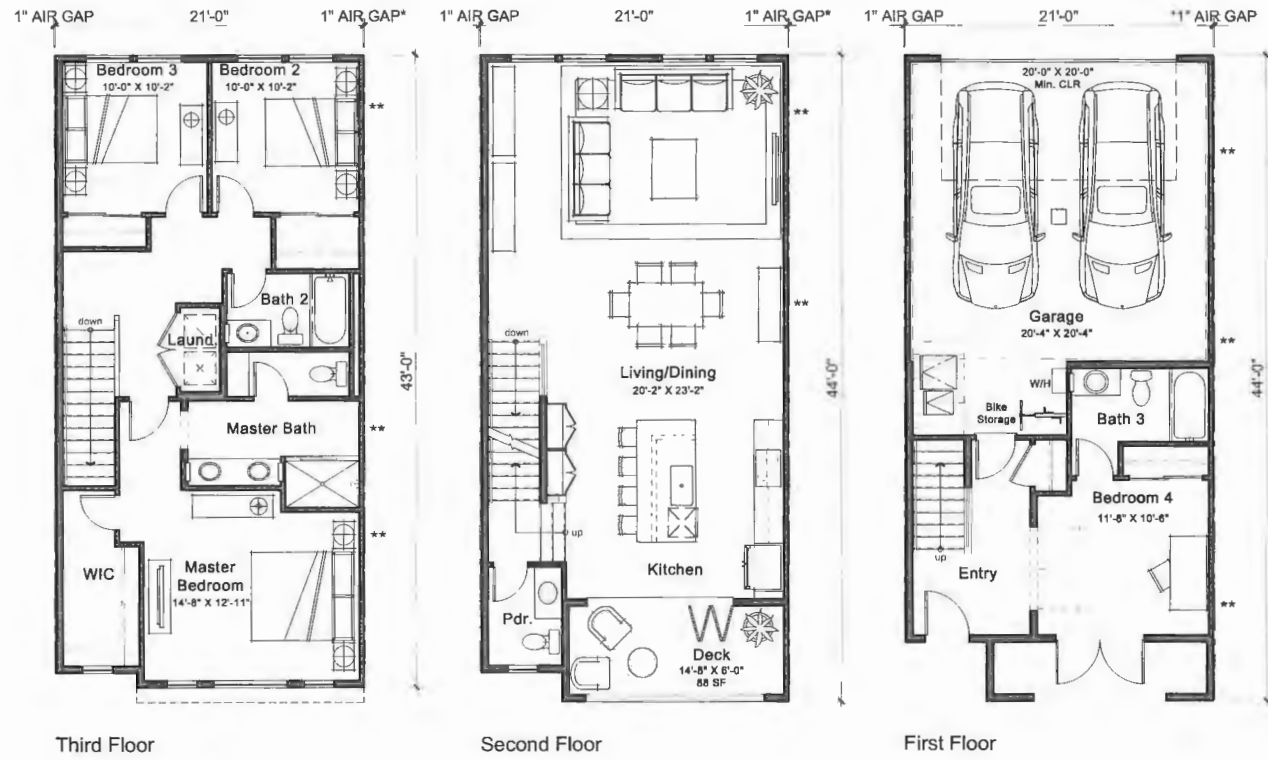 1" AIR GAP
21'-0"
1" AIR GAP*
Bedroom 3
10'-0" X 10'-2"
Bedroom 2
10'-0" X 10'-2"
**
Bath 2
down
Laund.
43'-0"
Master Bath
**
**
WIC
Master
Bedroom
14'-8" X 12'-11"
Third Floor
1" AIR GAP
21'-0"
1" AIR GAP*
**
**
down
Living/Dining
20'-2" X 23'-2"
44'-0"
up
Kitchen
Pdr.
Deck
14'-8" X 6'-0"
88 SF
Second Floor
1" AIR GAP
21'-0"
*1" AIR GAP
20'-0" X 20'-0"
Min. CLR
**
Garage
20'-4" X 20'-4"
**
W/H
Bike
Storage
Bath 3
44'-0"
Bedroom 4
11'-8" X 10'-6"
up
Entry
**
First Floor